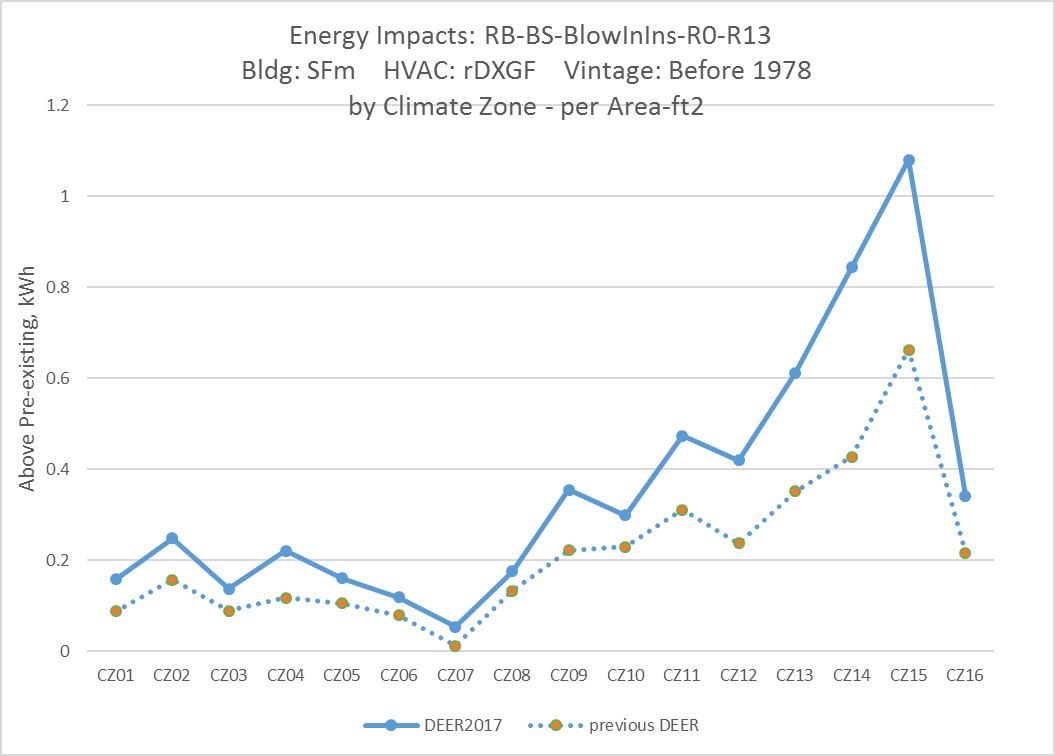 Energy Impacts: RB-BS-BlowInIns-R0-R13
Bldg: SFm    HVAC: rDXGF    Vintage: Before 1978
by Climate Zone - per Area-ft2
Above Pre-existing, kWh
1.2
1
0.8
0.6
0.4
0.2
0
CZ01 CZ02 CZ03 CZ04 CZ05 CZ06 CZ07 CZ08 CZ09 CZ10 CZ11 CZ12 CZ13 CZ14 CZ15 CZ16
DEER2017 previous DEER